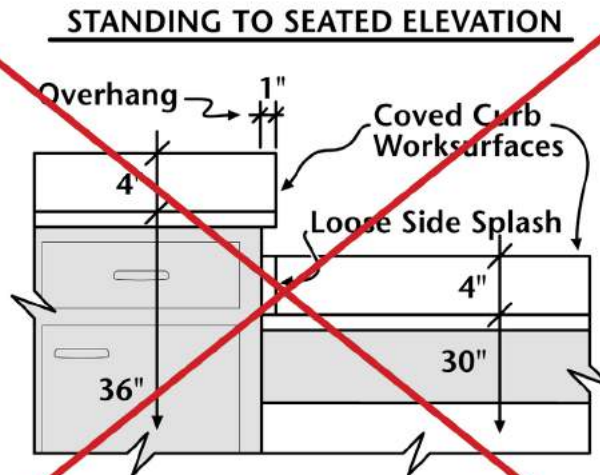 STANDING TO SEATED ELEVATION
Overhang
1"
Coved Curb
Worksurfaces
4"
Loose Side Splash
4"
30"
36"